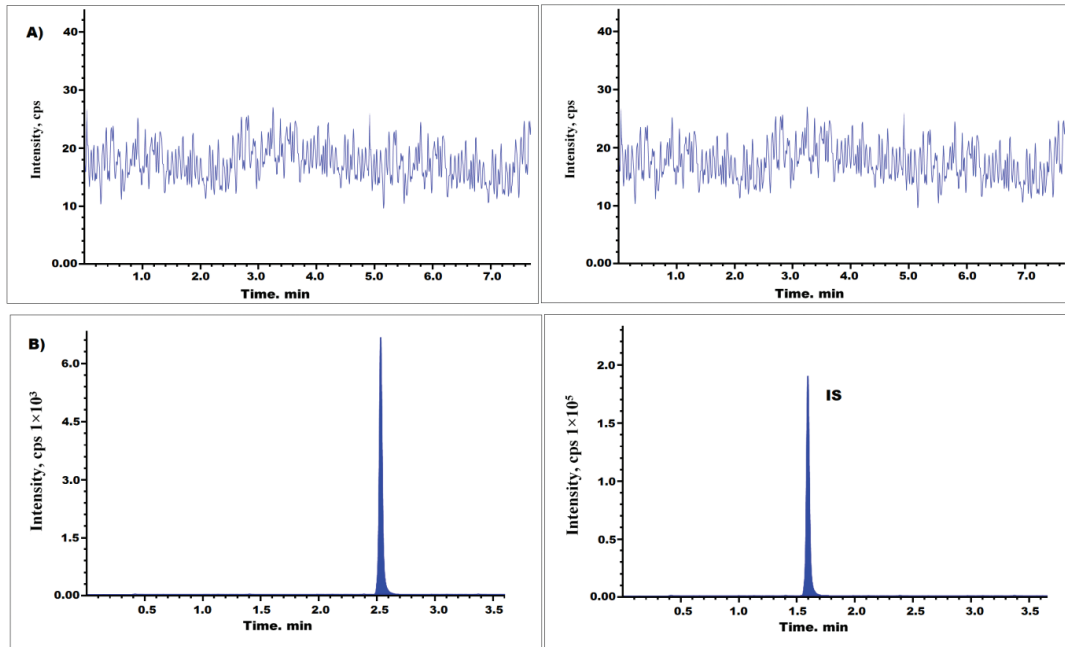 A)
Intensity, cps
40
30
20
10
0.00
1.0 2.0 3.0 4.0 5.0 6.0 7.0
Time. min
Intensity, cps
40
30
20
10
0.00
1.0 2.0 3.0 4.0 5.0 6.0 7.0
Time. min
B)
Intensity, cps 1×10³
6.0
4.5
3.0
1.5
0.00
0.5 1.0 1.5 2.0 2.5 3.0 3.5
Time. min
IS
Intensity, cps 1×10⁵
2.0
1.5
1.0
0.5
0.00
0.5 1.0 1.5 2.0 2.5 3.0 3.5
Time. min